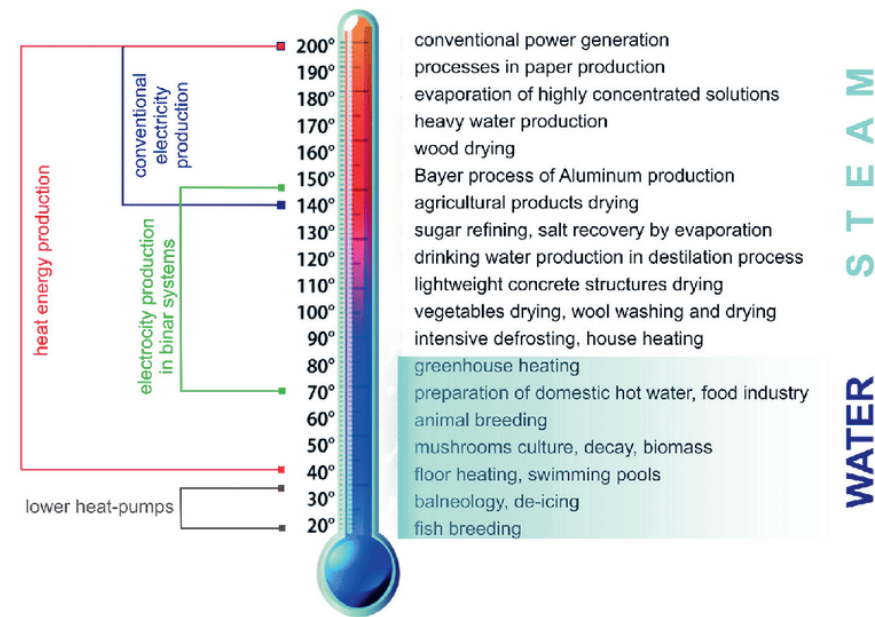 200° conventional power generation
190° processes in paper production
180° evaporation of highly concentrated solutions
170° heavy water production
160° wood drying
150° Bayer process of Aluminum production
140° agricultural products drying
130° sugar refining, salt recovery by evaporation
120° drinking water production in destilation process
110° lightweight concrete structures drying
100° vegetables drying, wool washing and drying
90° intensive defrosting, house heating
80° greenhouse heating
70° preparation of domestic hot water, food industry
60° animal breeding
50° mushrooms culture, decay, biomass
40° floor heating, swimming pools
30° balneology, de-icing
20° fish breeding
heat energy production
conventional
electricity
production
electrocity production
in binar systems
lower heat-pumps
STEAM
WATER